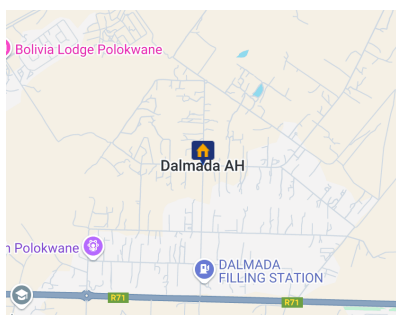 Bolivia Lodge Polokwane
Dalmada AH
n Polokwane
DALMADA
FILLING STATION
R71
R71